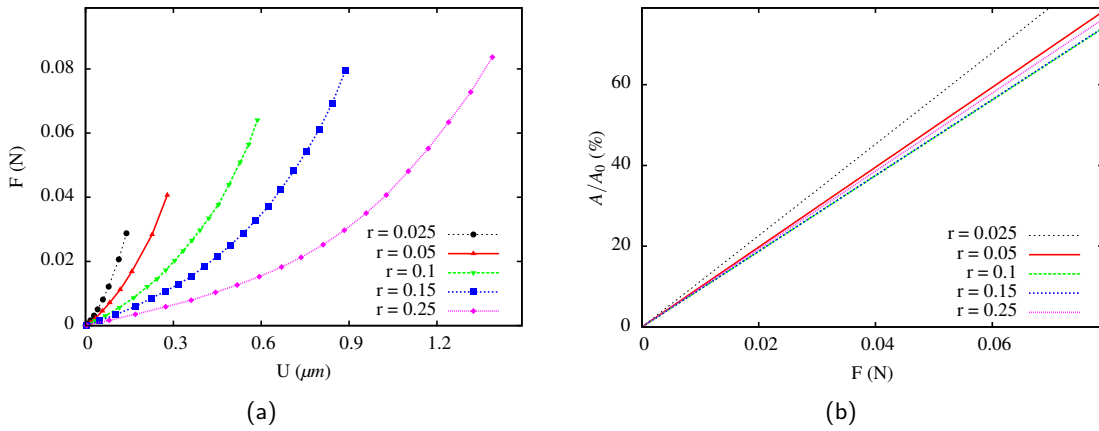 0.08
0.06
0.04
0.02
0
F (N)
r = 0.025
r = 0.05
r = 0.1
r = 0.15
r = 0.25
0 0.3 0.6 0.9 1.2
U (μm)
(a)
60
40
20
0
A/A₀ (%)
r = 0.025
r = 0.05
r = 0.1
r = 0.15
r = 0.25
0 0.02 0.04 0.06
F (N)
(b)